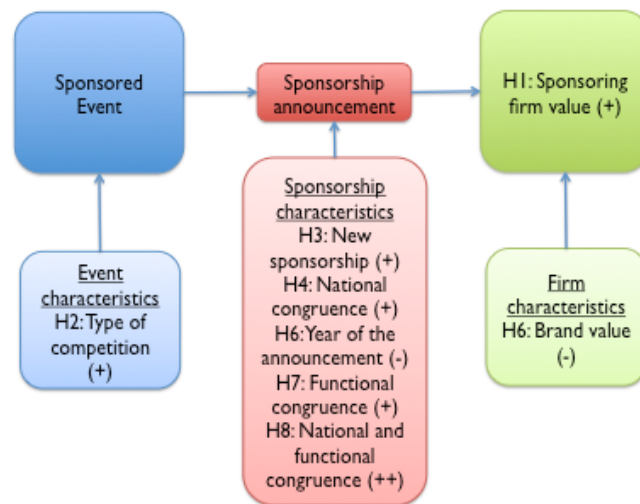 Sponsored
Event
Sponsorship
announcement
H1: Sponsoring
firm value (+)
Event
characteristics
H2: Type of
competition
(+)
Sponsorship
characteristics
H3: New
sponsorship (+)
H4: National
congruence (+)
H6: Year of the
announcement (-)
H7: Functional
congruence (+)
H8: National and
functional
congruence (++)
Firm
characteristics
H6: Brand value
(-)